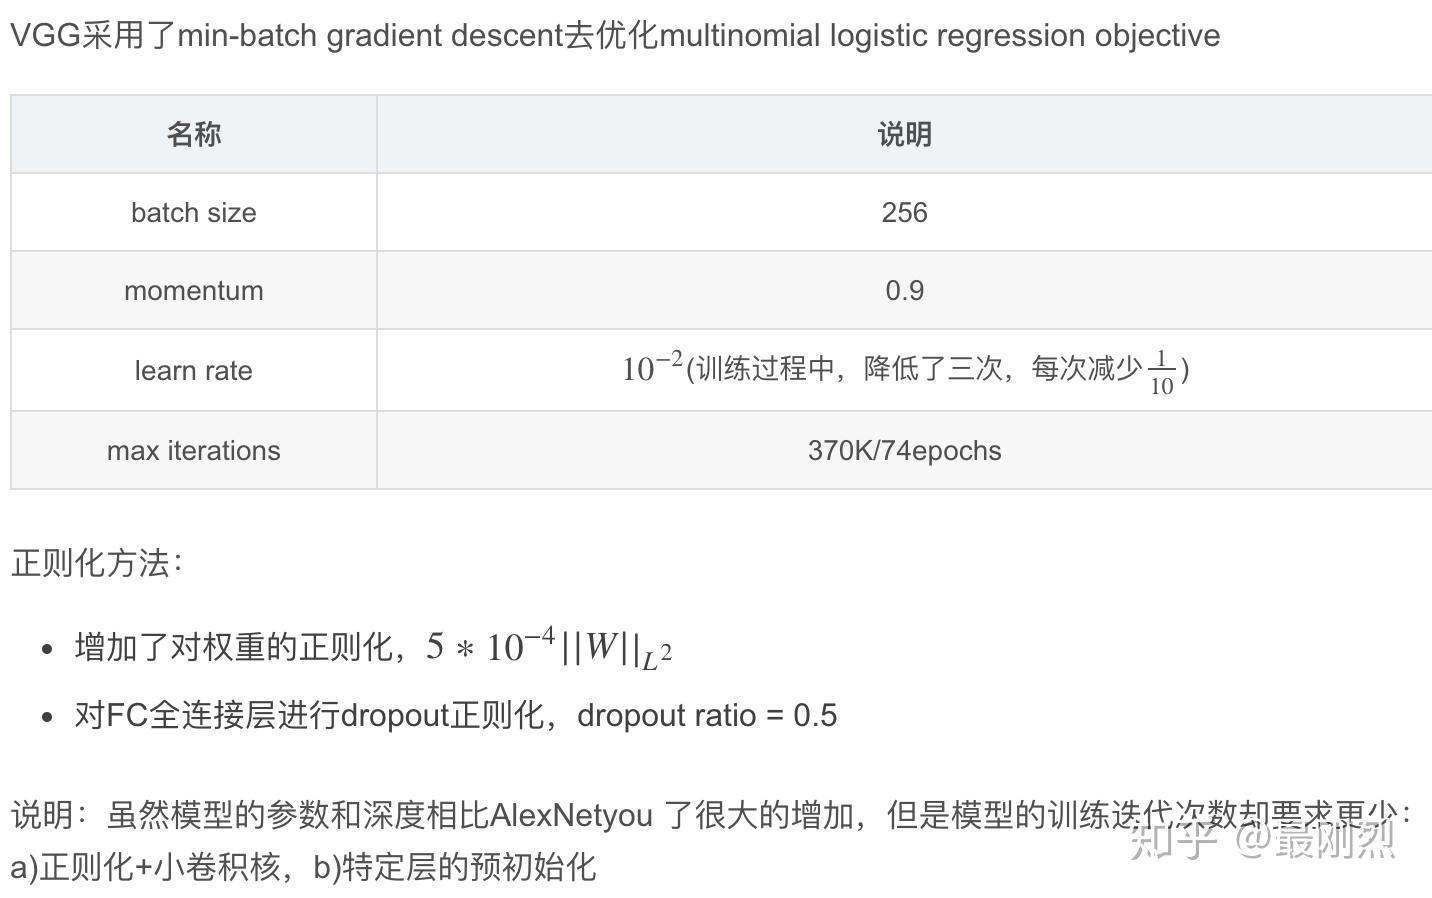 VGG采用了min-batch gradient descent去优化multinomial logistic regression objective
名称 说明
batch size 256
momentum 0.9
learn rate 10⁻²(训练过程中，降低了三次，每次减少1/10)
max iterations 370K/74epochs
正则化方法：
• 增加了对权重的正则化，5 * 10⁻⁴||W||_L²
• 对FC全连接层进行dropout正则化，dropout ratio = 0.5
说明：虽然模型的参数和深度相比AlexNetyou 了很大的增加，但是模型的训练迭代次数却要求更少：
a)正则化+小卷积核，b)特定层的预初始化
知乎 @最刚烈